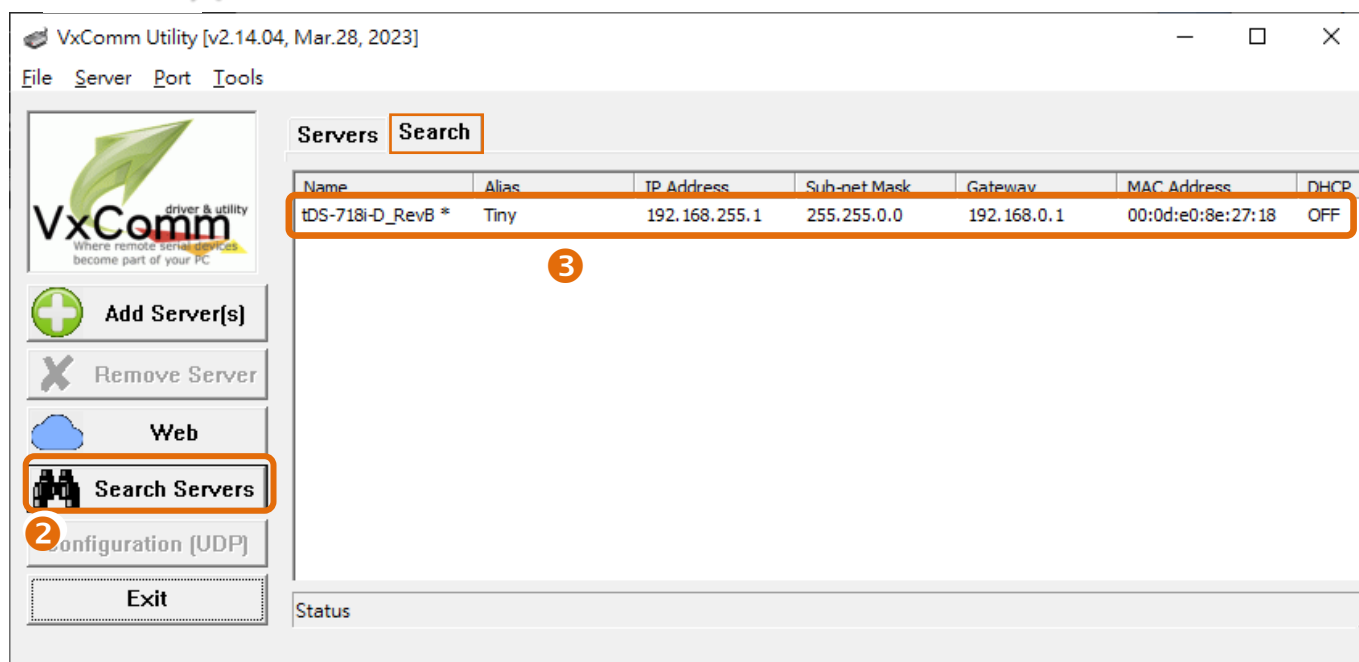 VxComm Utility [v2.14.04, Mar.28, 2023]
File Server Port Tools
VxComm
driver & utility
Where remote serial devices
become part of your PC
Add Server(s)
Remove Server
Web
Search Servers
2
Configuration (UDP)
Exit
Servers Search
Name Alias IP Address Sub-net Mask Gateway MAC Address DHCP
tDS-718i-D_RevB * Tiny 192.168.255.1 255.255.0.0 192.168.0.1 00:0d:e0:8e:27:18 OFF
3
Status